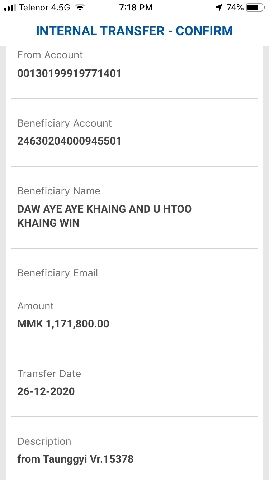 Telenor 4.5G 7:18 PM 74%
INTERNAL TRANSFER - CONFIRM
From Account
00130199919771401
Beneficiary Account
24630204000945501
Beneficiary Name
DAW AYE AYE KHAING AND U HTOO
KHAING WIN
Beneficiary Email
Amount
MMK 1,171,800.00
Transfer Date
26-12-2020
Description
from Taunggyi Vr.15378